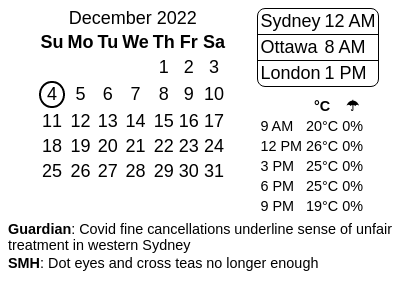 December 2022
Su Mo Tu We Th Fr Sa
1 2 3
4 5 6 7 8 9 10
11 12 13 14 15 16 17
18 19 20 21 22 23 24
25 26 27 28 29 30 31
Sydney 12 AM
Ottawa 8 AM
London 1 PM
°C ☂
9 AM 20°C 0%
12 PM 26°C 0%
3 PM 25°C 0%
6 PM 25°C 0%
9 PM 19°C 0%
Guardian: Covid fine cancellations underline sense of unfair
treatment in western Sydney
SMH: Dot eyes and cross teas no longer enough